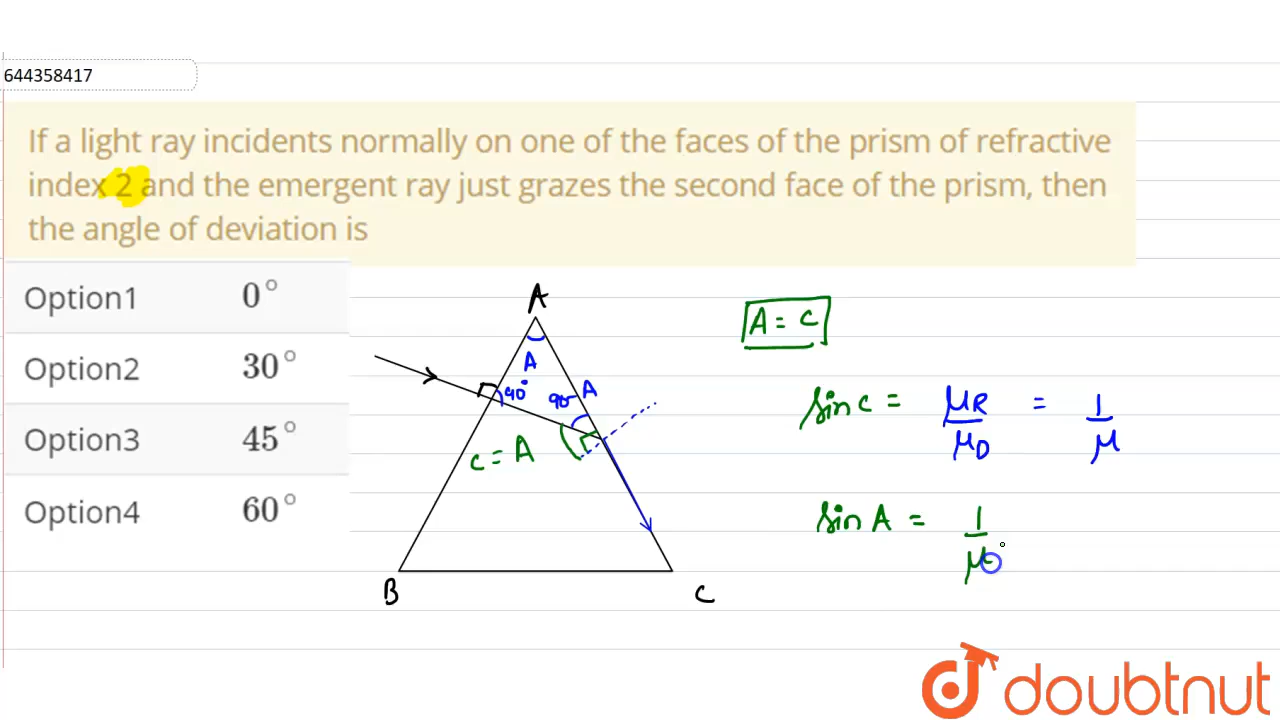 644358417
If a light ray incidents normally on one of the faces of the prism of refractive
index 2 and the emergent ray just grazes the second face of the prism, then
the angle of deviation is
Option1 0°
Option2 30°
Option3 45°
Option4 60°
A
A
90°
90-A
C = A
B
C
A = C
Sin C = μR/μD = 1/μ
Sin A = 1/μ
doubtnut